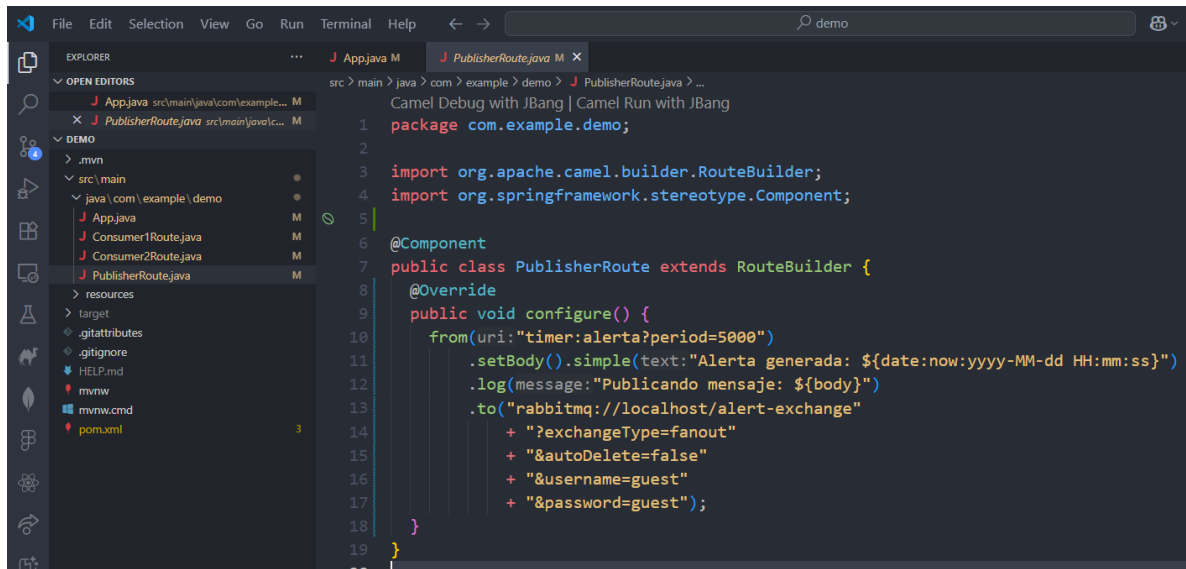 File Edit Selection View Go Run Terminal Help ← → demo
EXPLORER ...
OPEN EDITORS
App.java src\main\java\com\example... M
PublisherRoute.java src\main\java\c... M
4
DEMO
.mvn
src\main
java\com\example\demo
App.java M
Consumer1Route.java M
Consumer2Route.java M
PublisherRoute.java M
resources
target
.gitattributes
.gitignore
HELP.md
mvnw
mvnw.cmd
pom.xml 3
App.java M PublisherRoute.java M
src > main > java > com > example > demo > PublisherRoute.java > ...
Camel Debug with JBang | Camel Run with JBang
1 package com.example.demo;
2
3 import org.apache.camel.builder.RouteBuilder;
4 import org.springframework.stereotype.Component;
5
6 @Component
7 public class PublisherRoute extends RouteBuilder {
8 @Override
9 public void configure() {
10 from(uri:"timer:alerta?period=5000")
11 .setBody().simple(text:"Alerta generada: ${date:now:yyyy-MM-dd HH:mm:ss}")
12 .log(message:"Publicando mensaje: ${body}")
13 .to("rabbitmq://localhost/alert-exchange"
14 + "?exchangeType=fanout"
15 + "&autoDelete=false"
16 + "&username=guest"
17 + "&password=guest");
18 }
19 }